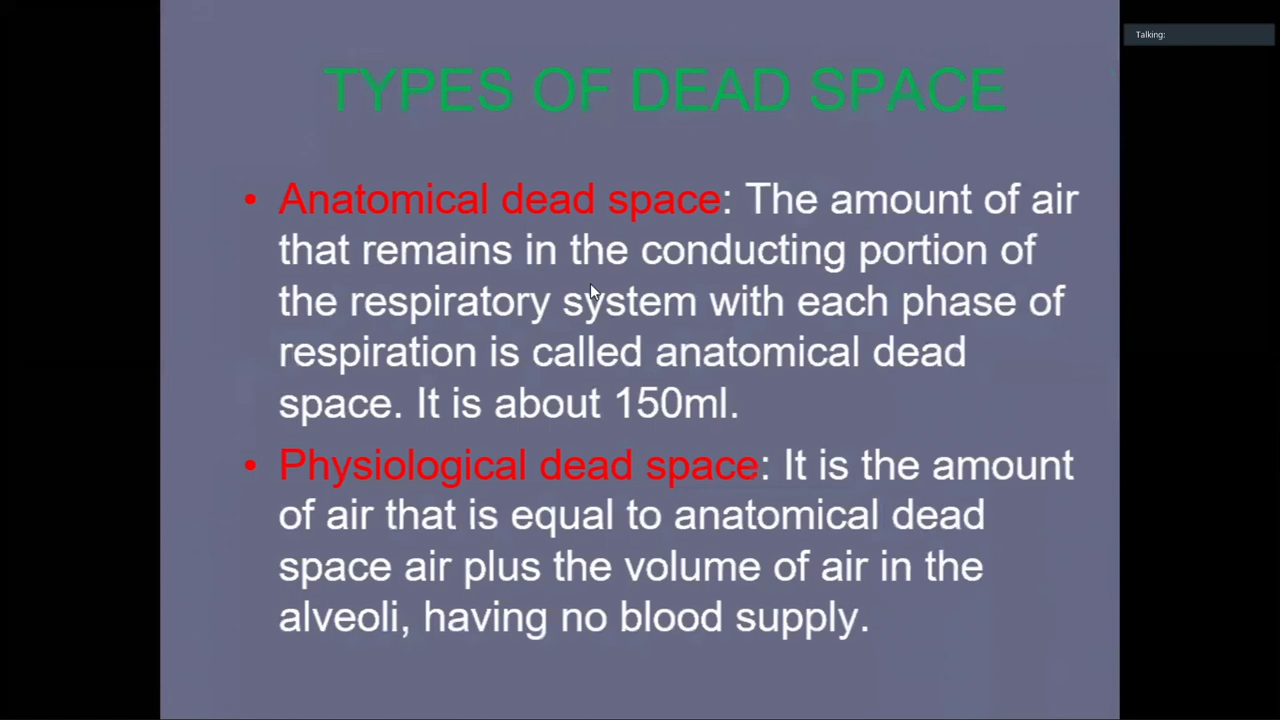 Talking:
TYPES OF DEAD SPACE
• Anatomical dead space: The amount of air
that remains in the conducting portion of
the respiratory system with each phase of
respiration is called anatomical dead
space. It is about 150ml.
• Physiological dead space: It is the amount
of air that is equal to anatomical dead
space air plus the volume of air in the
alveoli, having no blood supply.